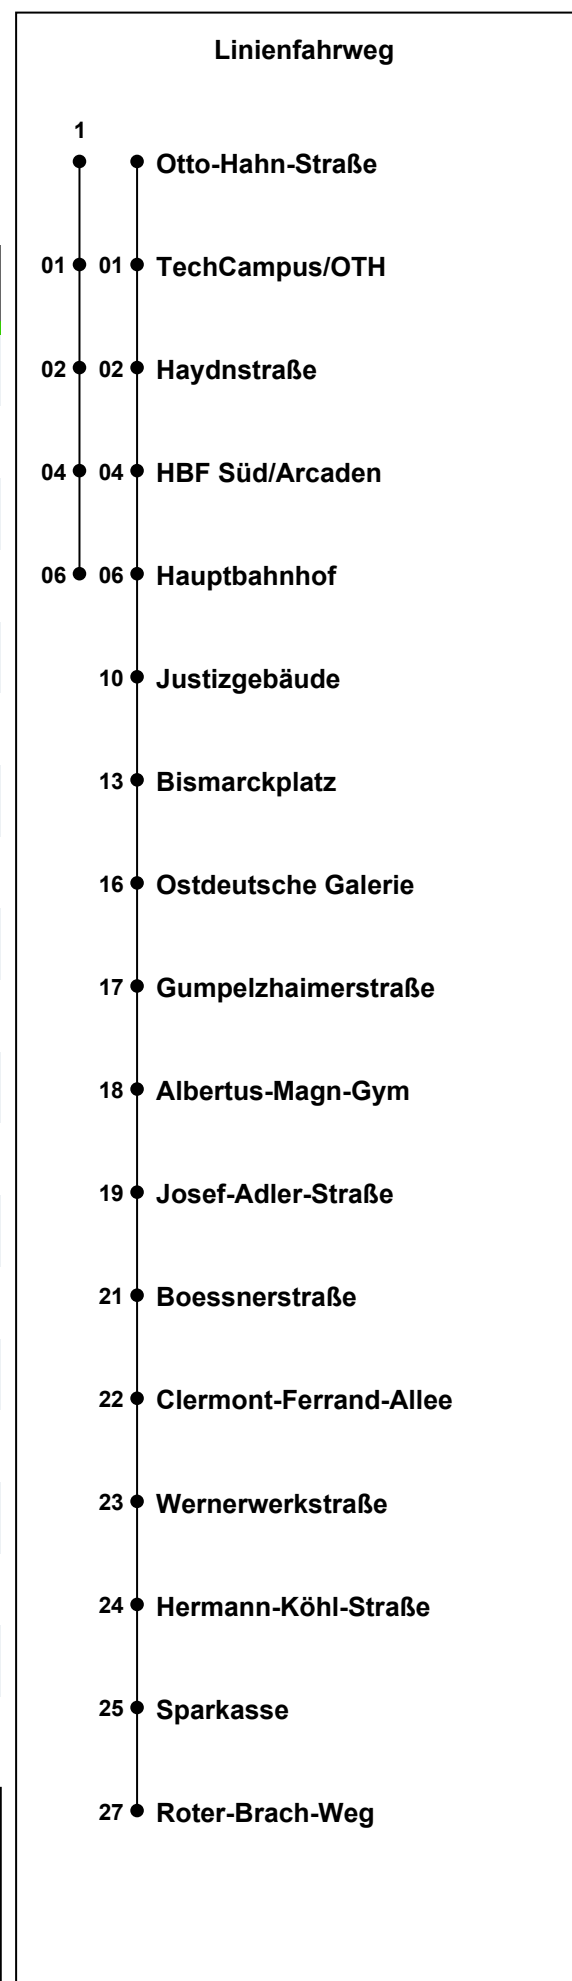 Linienfahrweg
1
Otto-Hahn-Straße
01 01 TechCampus/OTH
02 02 Haydnstraße
04 04 HBF Süd/Arcaden
06 06 Hauptbahnhof
10 Justizgebäude
13 Bismarckplatz
16 Ostdeutsche Galerie
17 Gumpelzhaimerstraße
18 Albertus-Magn-Gym
19 Josef-Adler-Straße
21 Boessnerstraße
22 Clermont-Ferrand-Allee
23 Wernerwerkstraße
24 Hermann-Köhl-Straße
25 Sparkasse
27 Roter-Brach-Weg